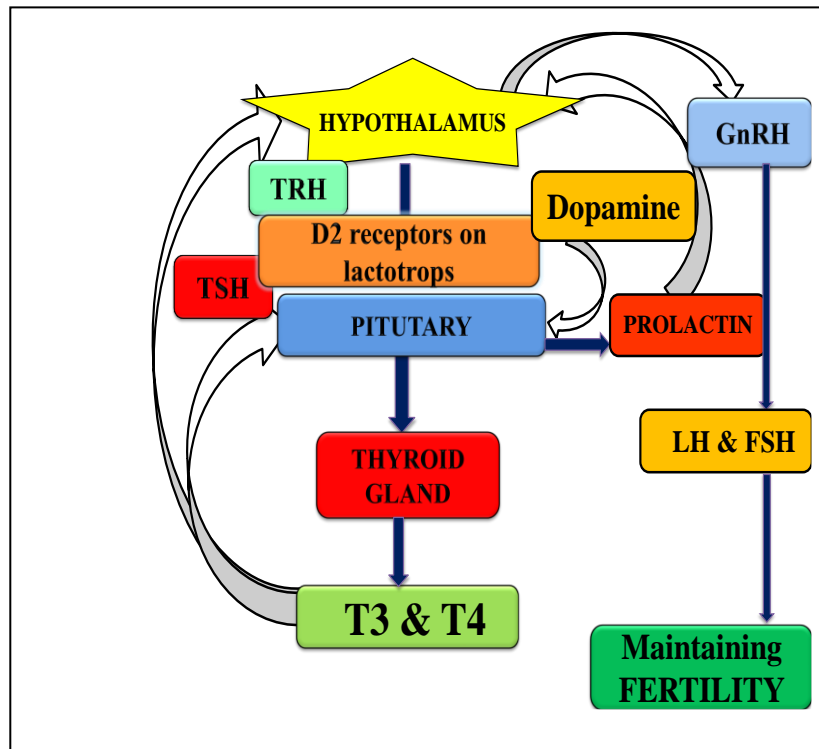 HYPOTHALAMUS
GnRH
TRH
Dopamine
D2 receptors on
lactotrops
TSH
PITUTARY
PROLACTIN
LH & FSH
THYROID
GLAND
T3 & T4
Maintaining
FERTILITY